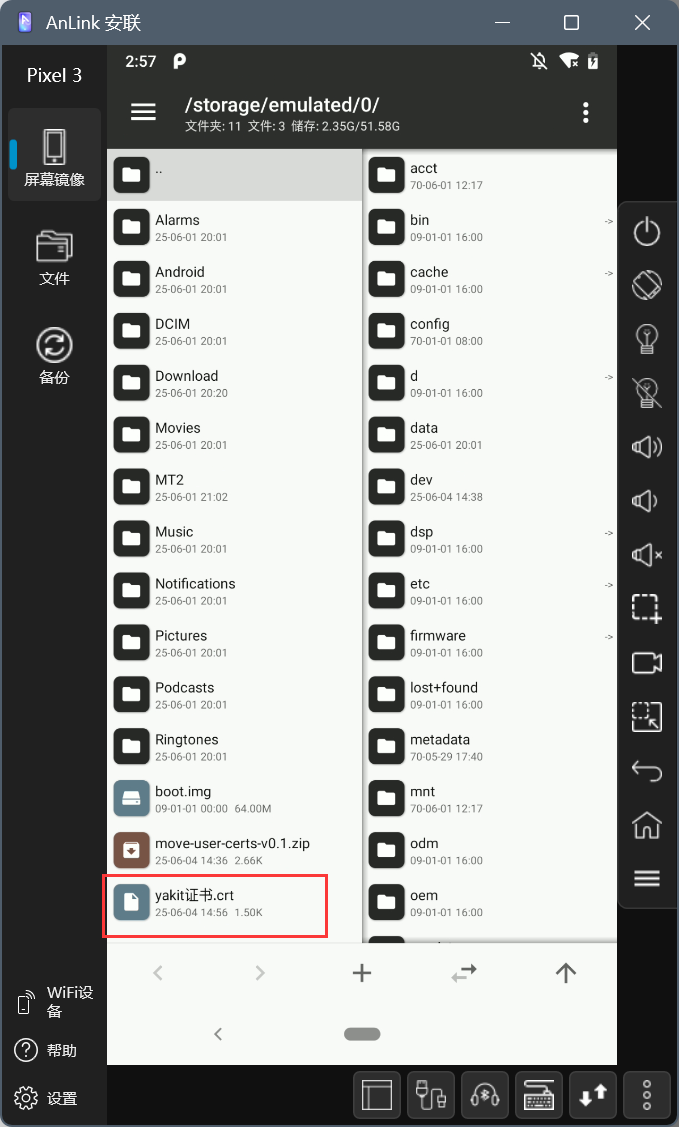 AnLink 安联
Pixel 3
屏幕镜像
文件
备份
WiFi设
备
帮助
设置
2:57
/storage/emulated/0/
文件夹: 11 文件: 3 储存: 2.35G/51.58G
..
Alarms
25-06-01 20:01
Android
25-06-01 20:01
DCIM
25-06-01 20:01
Download
25-06-01 20:20
Movies
25-06-01 20:01
MT2
25-06-01 21:02
Music
25-06-01 20:01
Notifications
25-06-01 20:01
Pictures
25-06-01 20:01
Podcasts
25-06-01 20:01
Ringtones
25-06-01 20:01
boot.img
09-01-01 00:00 64.00M
move-user-certs-v0.1.zip
25-06-04 14:36 2.66K
yakit证书.crt
25-06-04 14:56 1.50K
acct
70-06-01 12:17
bin
09-01-01 16:00
->
cache
09-01-01 16:00
->
config
70-01-01 08:00
d
09-01-01 16:00
->
data
25-06-01 20:01
dev
25-06-04 14:38
dsp
09-01-01 16:00
->
etc
09-01-01 16:00
->
firmware
09-01-01 16:00
->
lost+found
09-01-01 16:00
metadata
70-05-29 17:40
mnt
70-06-01 12:17
odm
09-01-01 16:00
oem
09-01-01 16:00